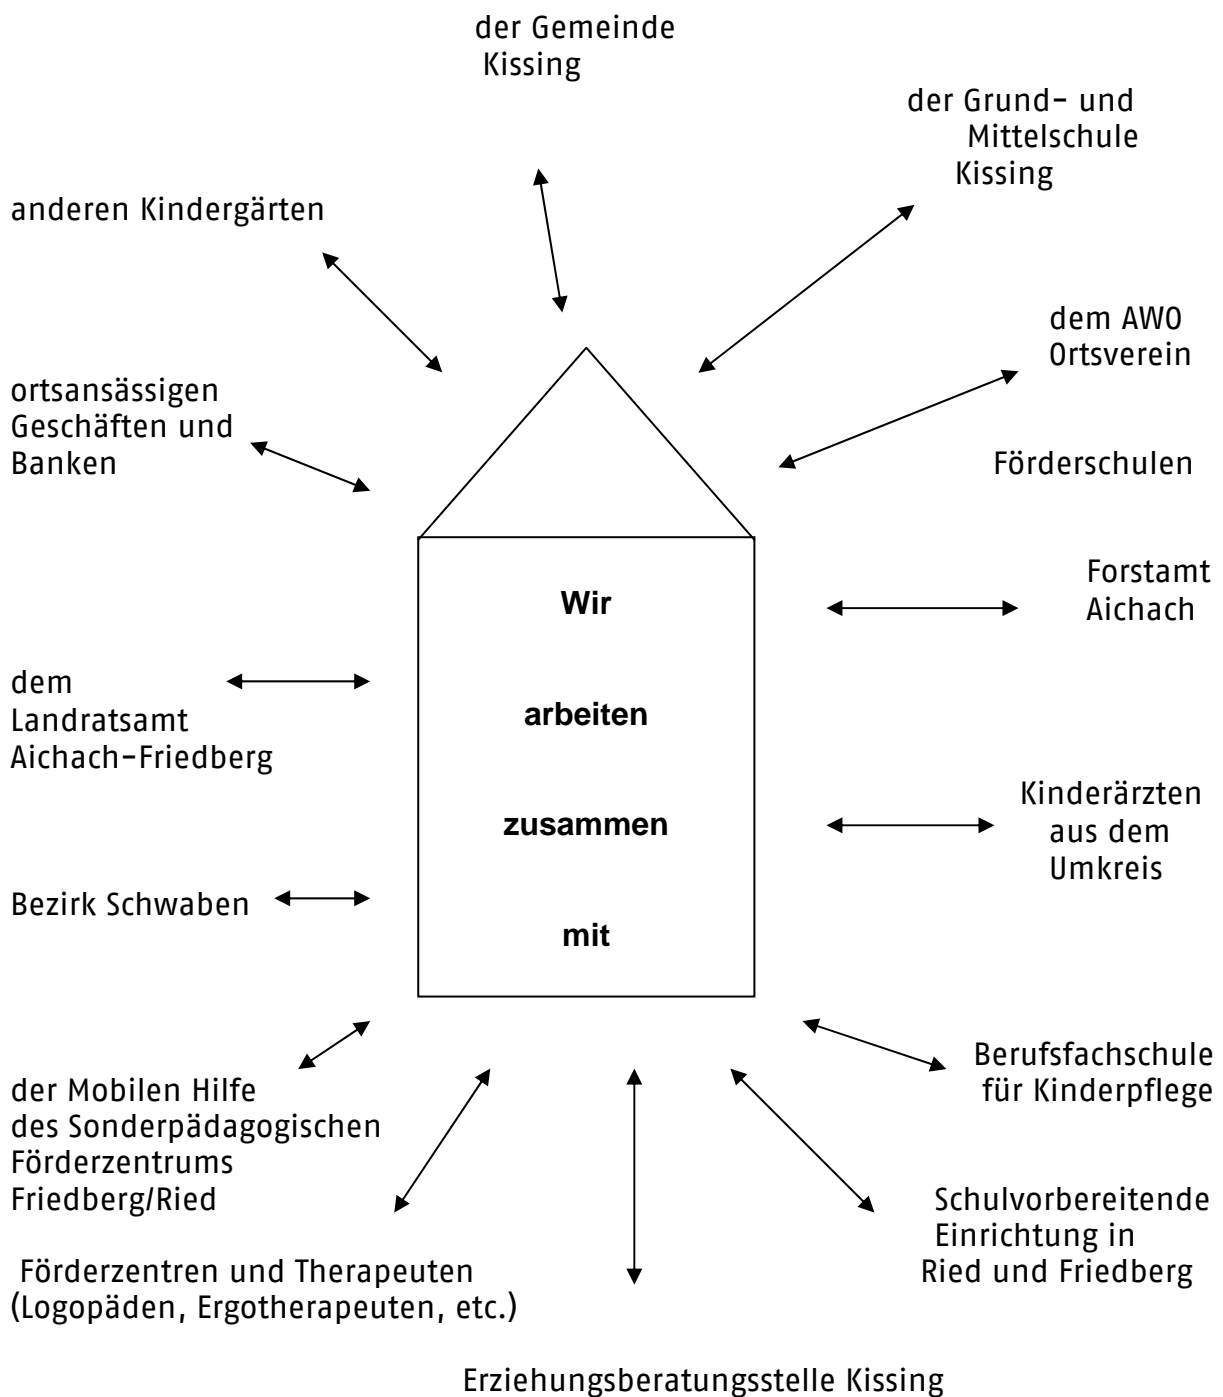 der Gemeinde
Kissing
der Grund- und
Mittelschule
Kissing
anderen Kindergärten
dem AWO
Ortsverein
ortsansässigen
Geschäften und
Banken
Förderschulen
Wir
arbeiten
zusammen
mit
Forstamt
Aichach
dem
Landratsamt
Aichach-Friedberg
Kinderärzten
aus dem
Umkreis
Bezirk Schwaben
Berufsfachschule
für Kinderpflege
der Mobilen Hilfe
des Sonderpädagogischen
Förderzentrums
Friedberg/Ried
Schulvorbereitende
Einrichtung in
Ried und Friedberg
Förderzentren und Therapeuten
(Logopäden, Ergotherapeuten, etc.)
Erziehungsberatungsstelle Kissing